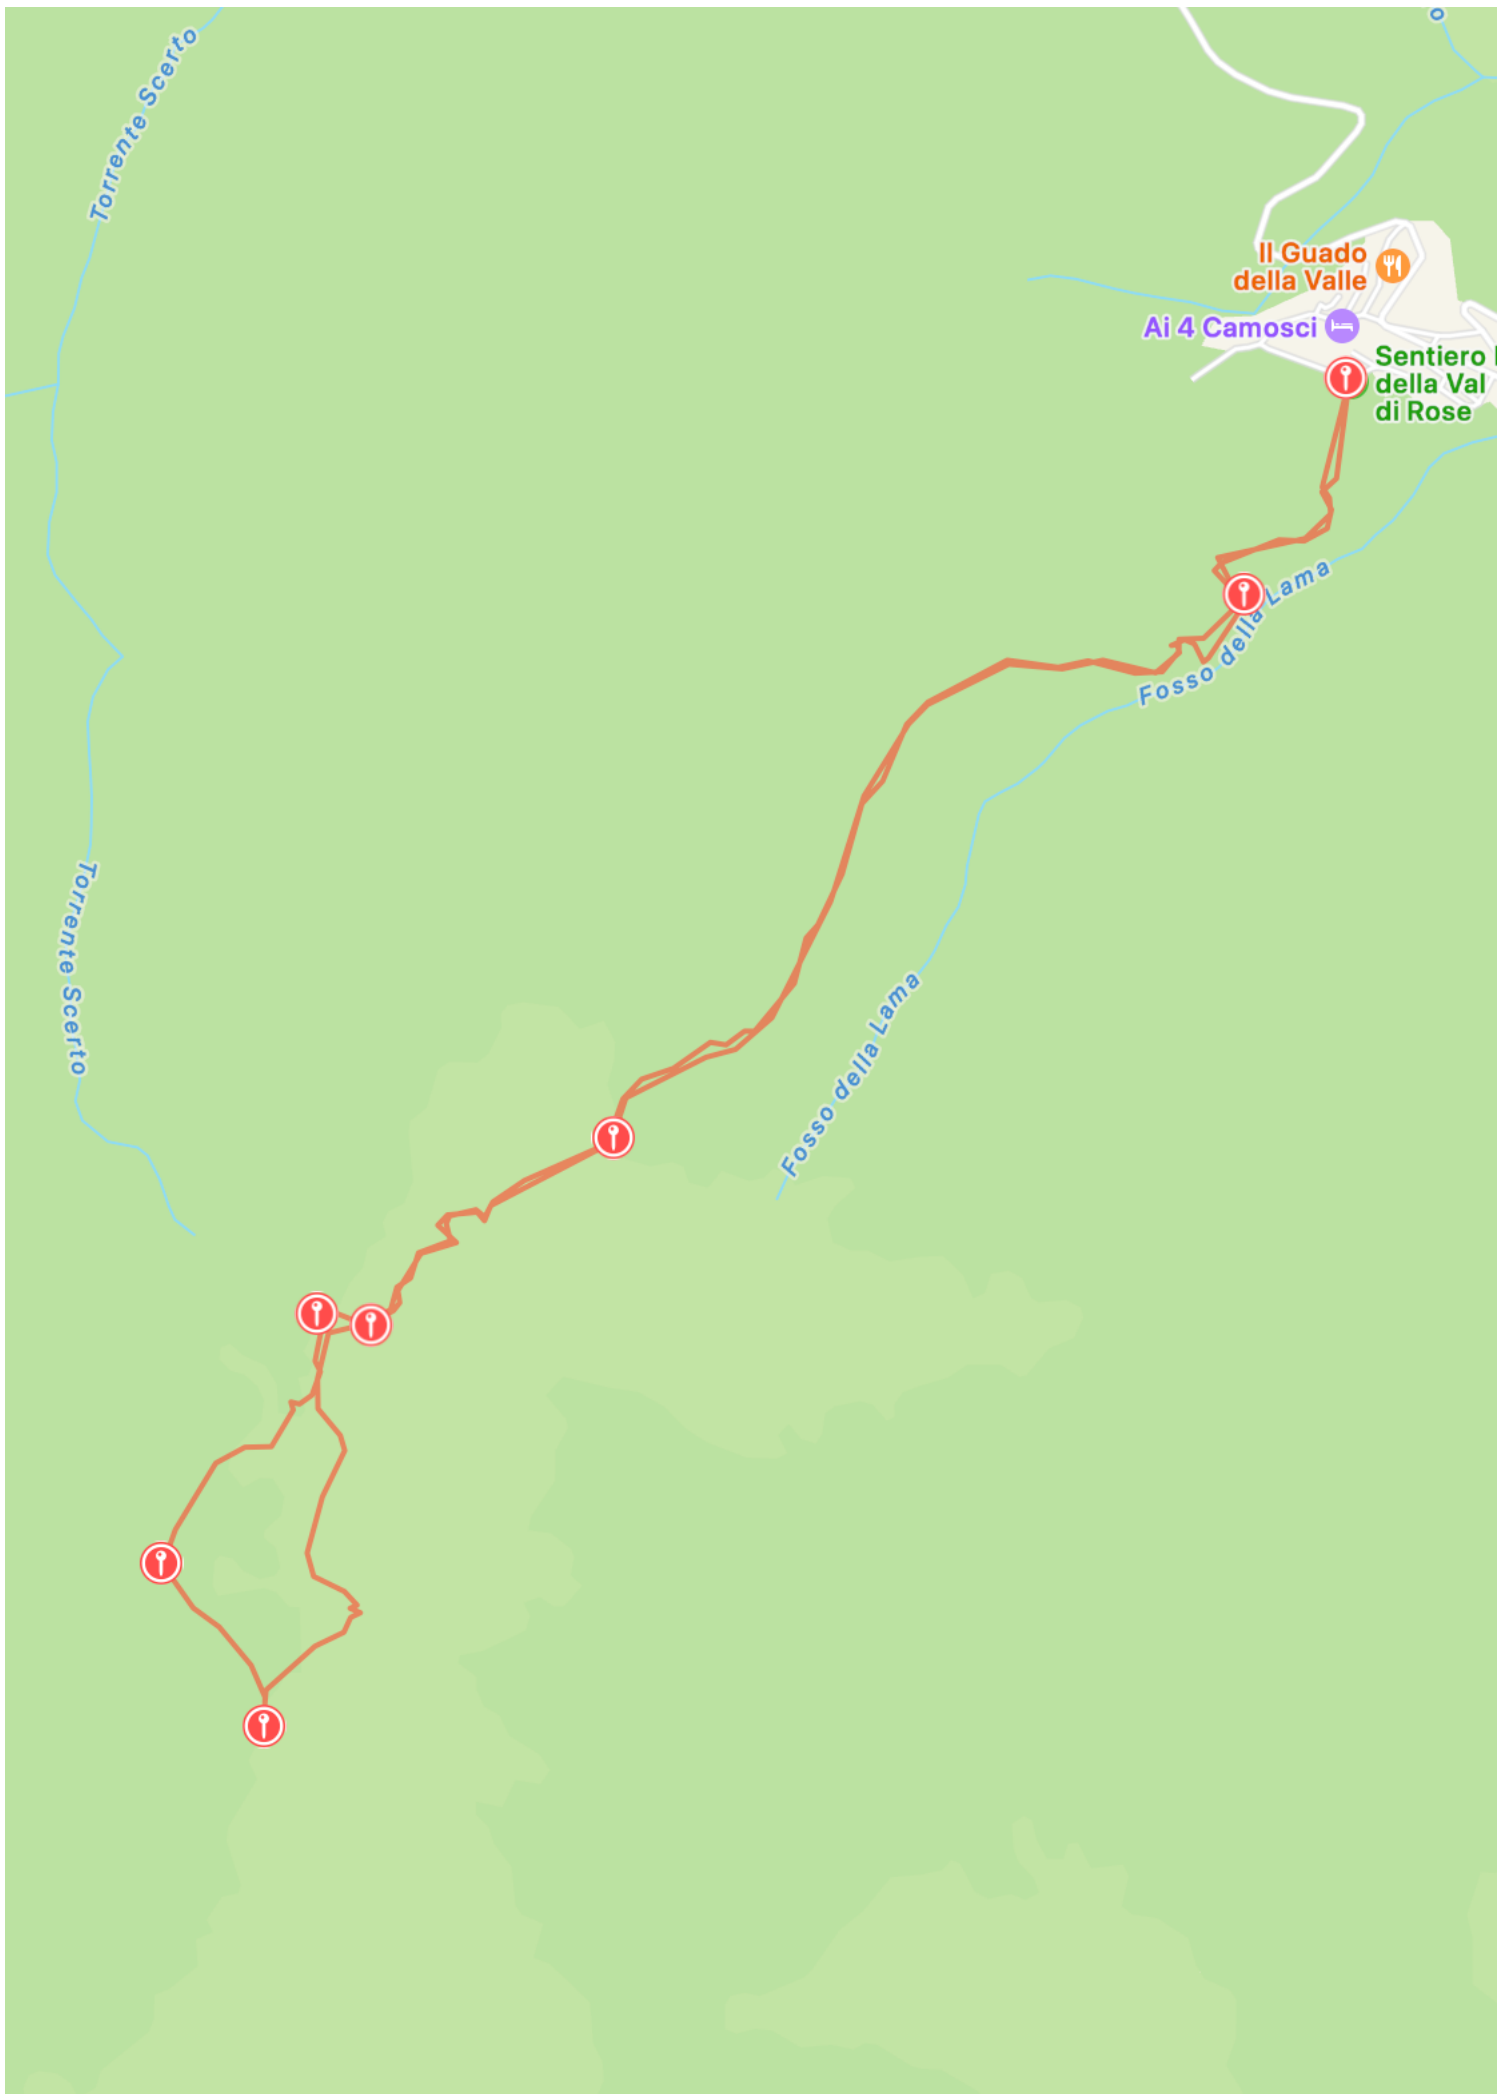 Torrente Scerto
o
Il Guado
della Valle
Ai 4 Camosci
Sentiero
della Val
di Rose
Fosso della Lama
Torrente Scerto
Fosso della Lama